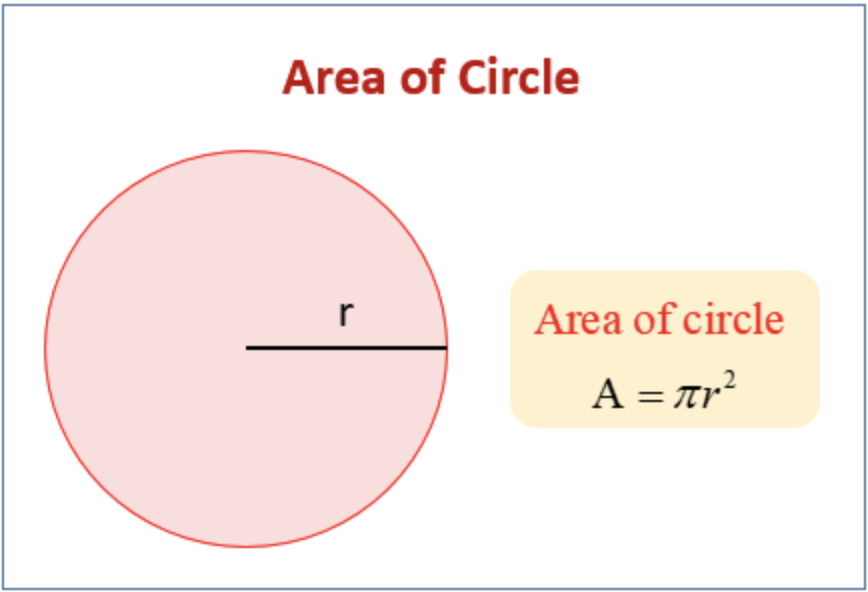 Area of Circle
r
Area of circle
A = πr²